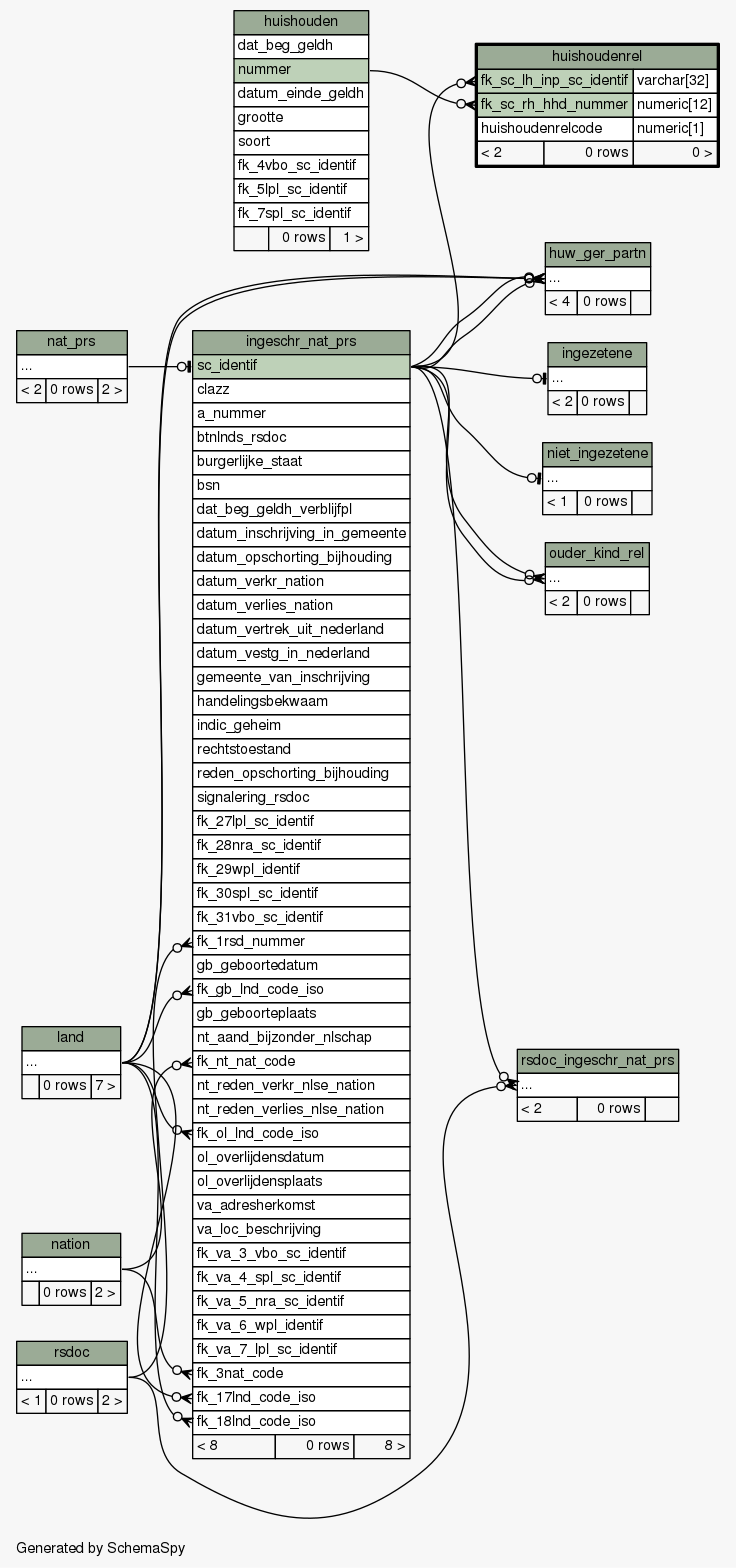 huishouden
dat_beg_geldh
nummer
datum_einde_geldh
grootte
soort
fk_4vbo_sc_identif
fk_5lpl_sc_identif
fk_7spl_sc_identif
0 rows 1 >
huishoudenrel
fk_sc_lh_inp_sc_identif varchar[32]
fk_sc_rh_hhd_nummer numeric[12]
huishoudenrelcode numeric[1]
< 2 0 rows 0 >
huw_ger_partn
...
< 4 0 rows
nat_prs
...
< 2 0 rows 2 >
ingeschr_nat_prs
sc_identif
clazz
a_nummer
btnlnds_rsdoc
burgerlijke_staat
bsn
dat_beg_geldh_verblijfpl
datum_inschrijving_in_gemeente
datum_opschorting_bijhouding
datum_verkr_nation
datum_verlies_nation
datum_vertrek_uit_nederland
datum_vestg_in_nederland
gemeente_van_inschrijving
handelingsbekwaam
indic_geheim
rechtstoestand
reden_opschorting_bijhouding
signalering_rsdoc
fk_27lpl_sc_identif
fk_28nra_sc_identif
fk_29wpl_identif
fk_30spl_sc_identif
fk_31vbo_sc_identif
fk_1rsd_nummer
gb_geboortedatum
fk_gb_lnd_code_iso
gb_geboorteplaats
nt_aand_bijzonder_nlschap
fk_nt_nat_code
nt_reden_verkr_nlse_nation
nt_reden_verlies_nlse_nation
fk_ol_lnd_code_iso
ol_overlijdensdatum
ol_overlijdensplaats
va_adresherkomst
va_loc_beschrijving
fk_va_3_vbo_sc_identif
fk_va_4_spl_sc_identif
fk_va_5_nra_sc_identif
fk_va_6_wpl_identif
fk_va_7_lpl_sc_identif
fk_3nat_code
fk_17lnd_code_iso
fk_18lnd_code_iso
< 8 0 rows 8 >
ingezetene
...
< 2 0 rows
niet_ingezetene
...
< 1 0 rows
ouder_kind_rel
...
< 2 0 rows
land
...
0 rows 7 >
rsdoc_ingeschr_nat_prs
...
< 2 0 rows
nation
...
0 rows 2 >
rsdoc
...
< 1 0 rows 2 >
Generated by SchemaSpy